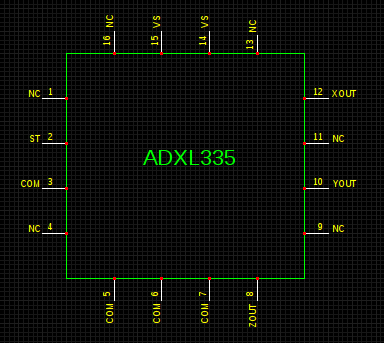 16 NC
15 VS
14 VS
13 NC
NC 1
12 XOUT
ST 2
11 NC
ADXL335
COM 3
10 YOUT
NC 4
9 NC
COM 5
COM 6
COM 7
ZOUT 8